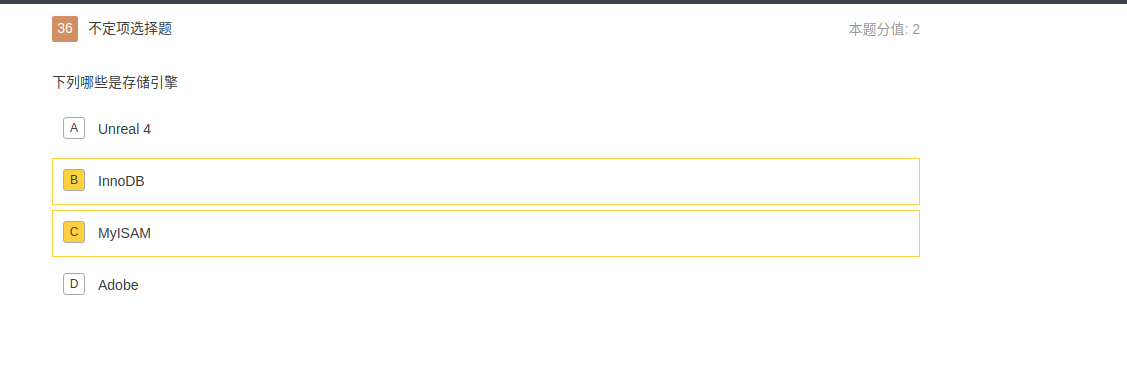 36 不定项选择题 本题分值: 2
下列哪些是存储引擎
A Unreal 4
B InnoDB
C MyISAM
D Adobe